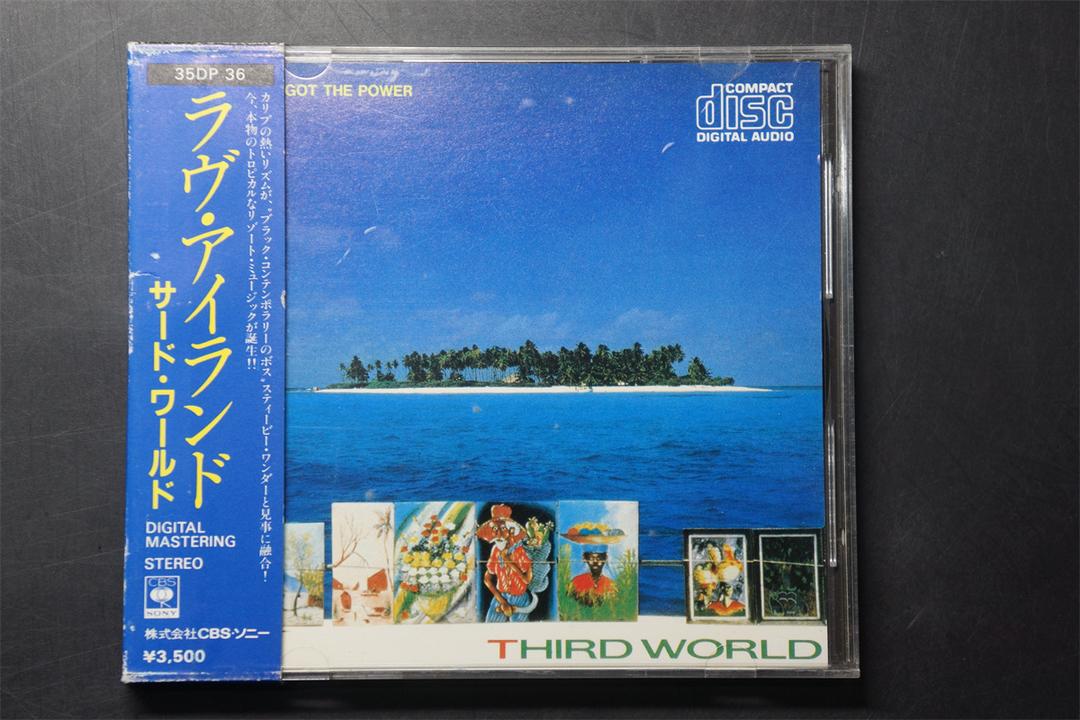 35DP 36
ラヴ・アイランド
サード・ワールド
カリブの熱いリズムが、“ブラック・コンテンポラリーのボス”スティービー・ワンダーと見事に融合!
今、本物のトロピカルなリゾート・ミュージックが誕生!!
DIGITAL
MASTERING
STEREO
CBS
SONY
株式会社CBS・ソニー
¥3,500
GOT THE POWER
COMPACT
disc
DIGITAL AUDIO
THIRD WORLD